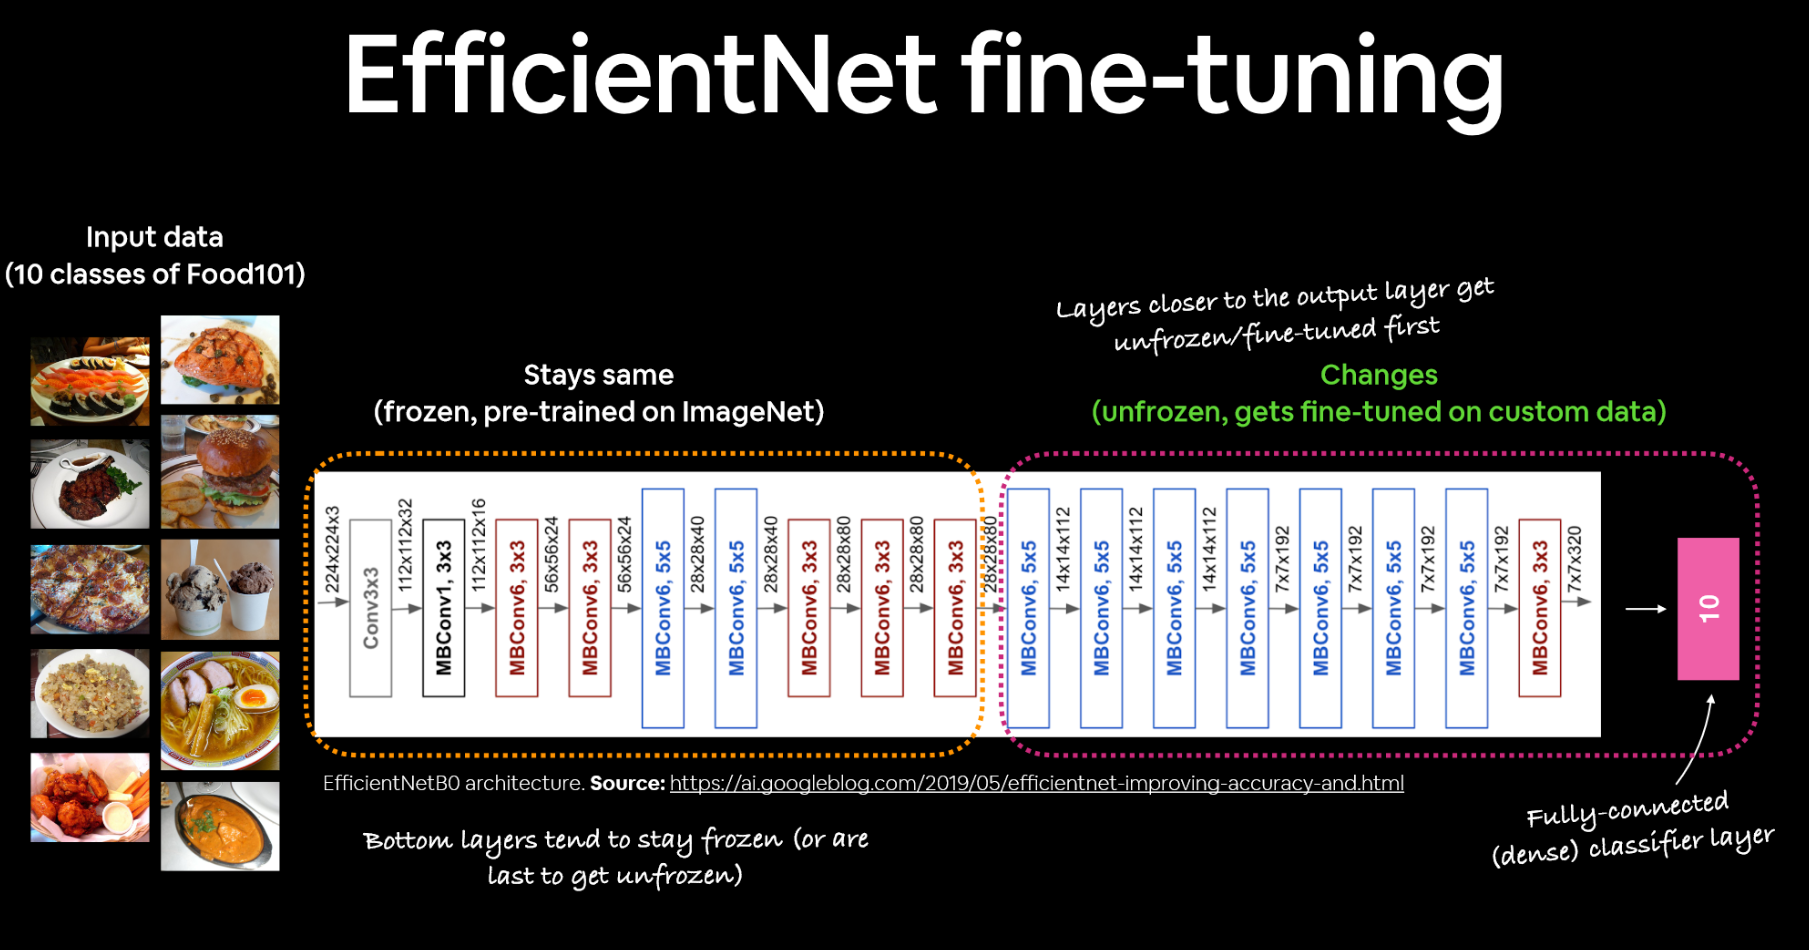 EfficientNet fine-tuning
Input data
(10 classes of Food101)
Layers closer to the output layer get
unfrozen/fine-tuned first
Stays same
(frozen, pre-trained on ImageNet)
Changes
(unfrozen, gets fine-tuned on custom data)
224x224x3
Conv3x3
112x112x32
MBConv1, 3x3
112x112x16
MBConv6, 3x3
56x56x24
MBConv6, 3x3
56x56x24
MBConv6, 5x5
28x28x40
MBConv6, 5x5
28x28x40
MBConv6, 3x3
28x28x80
MBConv6, 3x3
28x28x80
MBConv6, 3x3
28x28x80
MBConv6, 5x5
14x14x112
MBConv6, 5x5
14x14x112
MBConv6, 5x5
14x14x112
MBConv6, 5x5
7x7x192
MBConv6, 5x5
7x7x192
MBConv6, 5x5
7x7x192
MBConv6, 5x5
7x7x192
MBConv6, 3x3
7x7x320
10
EfficientNetB0 architecture. Source: https://ai.googleblog.com/2019/05/efficientnet-improving-accuracy-and.html
Bottom layers tend to stay frozen (or are
last to get unfrozen)
Fully-connected
(dense) classifier layer